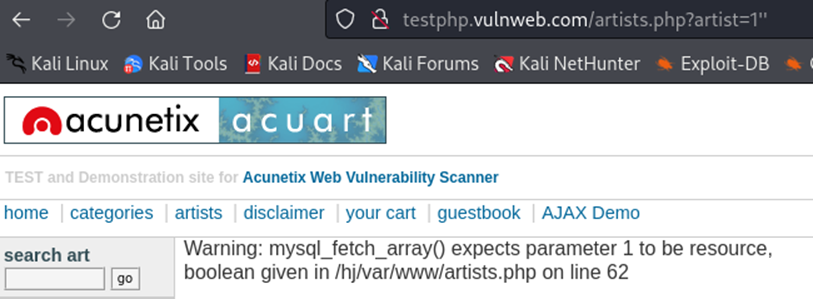 testphp.vulnweb.com/artists.php?artist=1''
Kali Linux Kali Tools Kali Docs Kali Forums Kali NetHunter Exploit-DB
acunetix acuart
TEST and Demonstration site for Acunetix Web Vulnerability Scanner
home | categories | artists | disclaimer | your cart | guestbook | AJAX Demo
search art
go
Warning: mysql_fetch_array() expects parameter 1 to be resource,
boolean given in /hj/var/www/artists.php on line 62